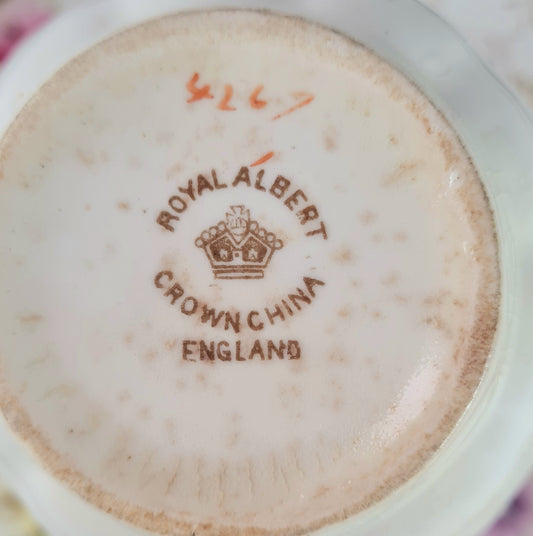 4267
ROYAL ALBERT
CROWN CHINA
ENGLAND